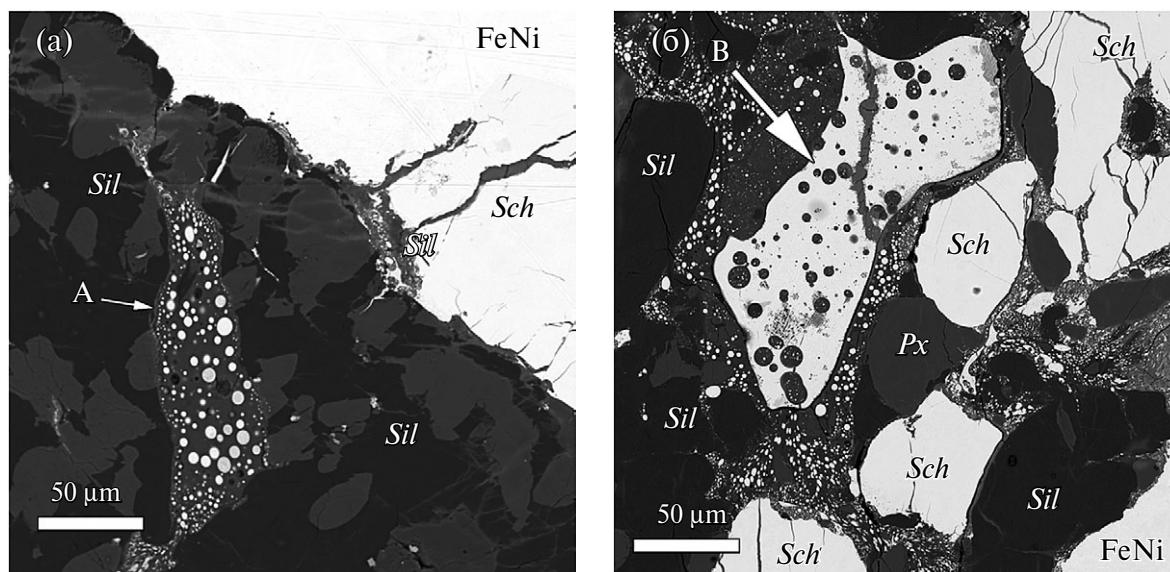 (а)
FeNi
Sil
Sch
Sil
A
Sil
50 µm
(б)
B
Sch
Sil
Sch
Px
Sil
Sch
Sil
50 µm
Sch
FeNi